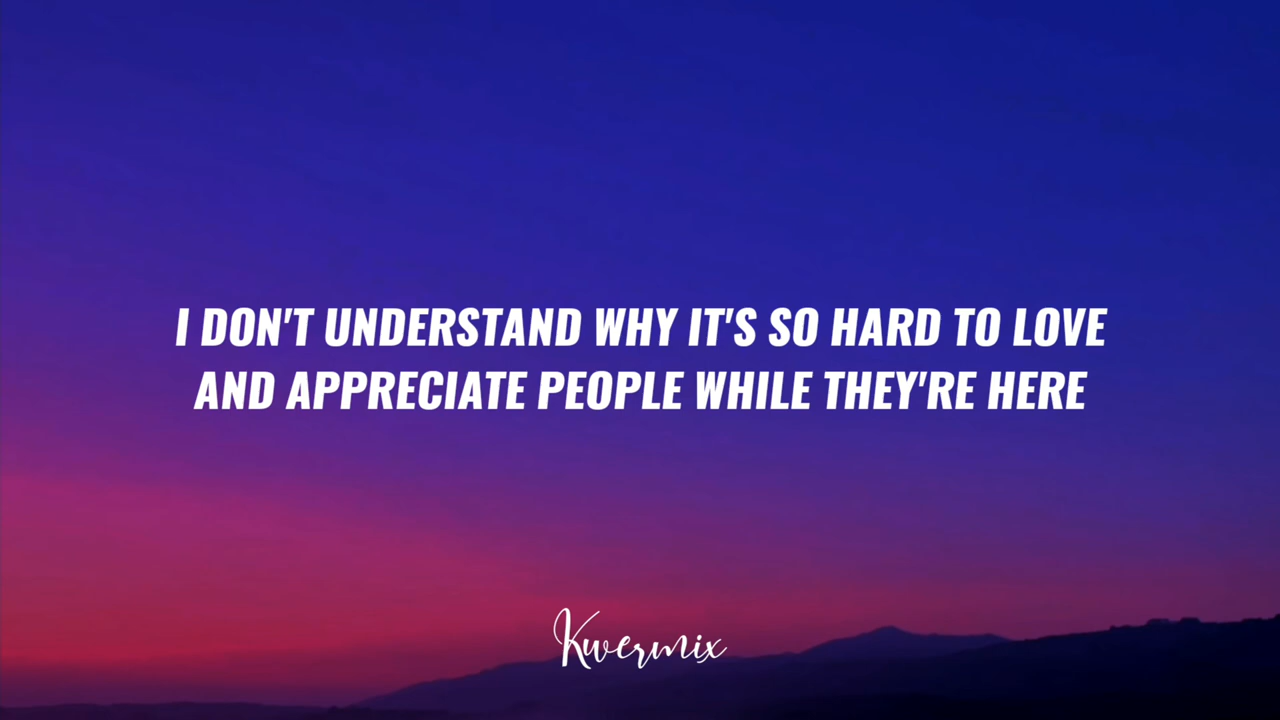 I DON'T UNDERSTAND WHY IT'S SO HARD TO LOVE
AND APPRECIATE PEOPLE WHILE THEY'RE HERE
Kwermix